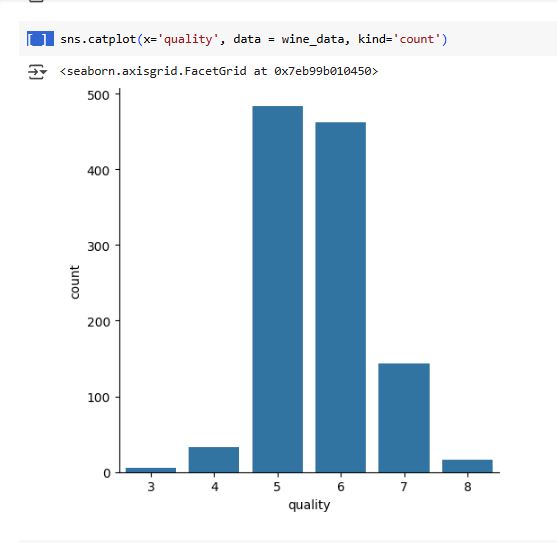 [ ] sns.catplot(x='quality', data = wine_data, kind='count')
<seaborn.axisgrid.FacetGrid at 0x7eb99b010450>
500
400
300
200
100
0
count
3 4 5 6 7 8
quality